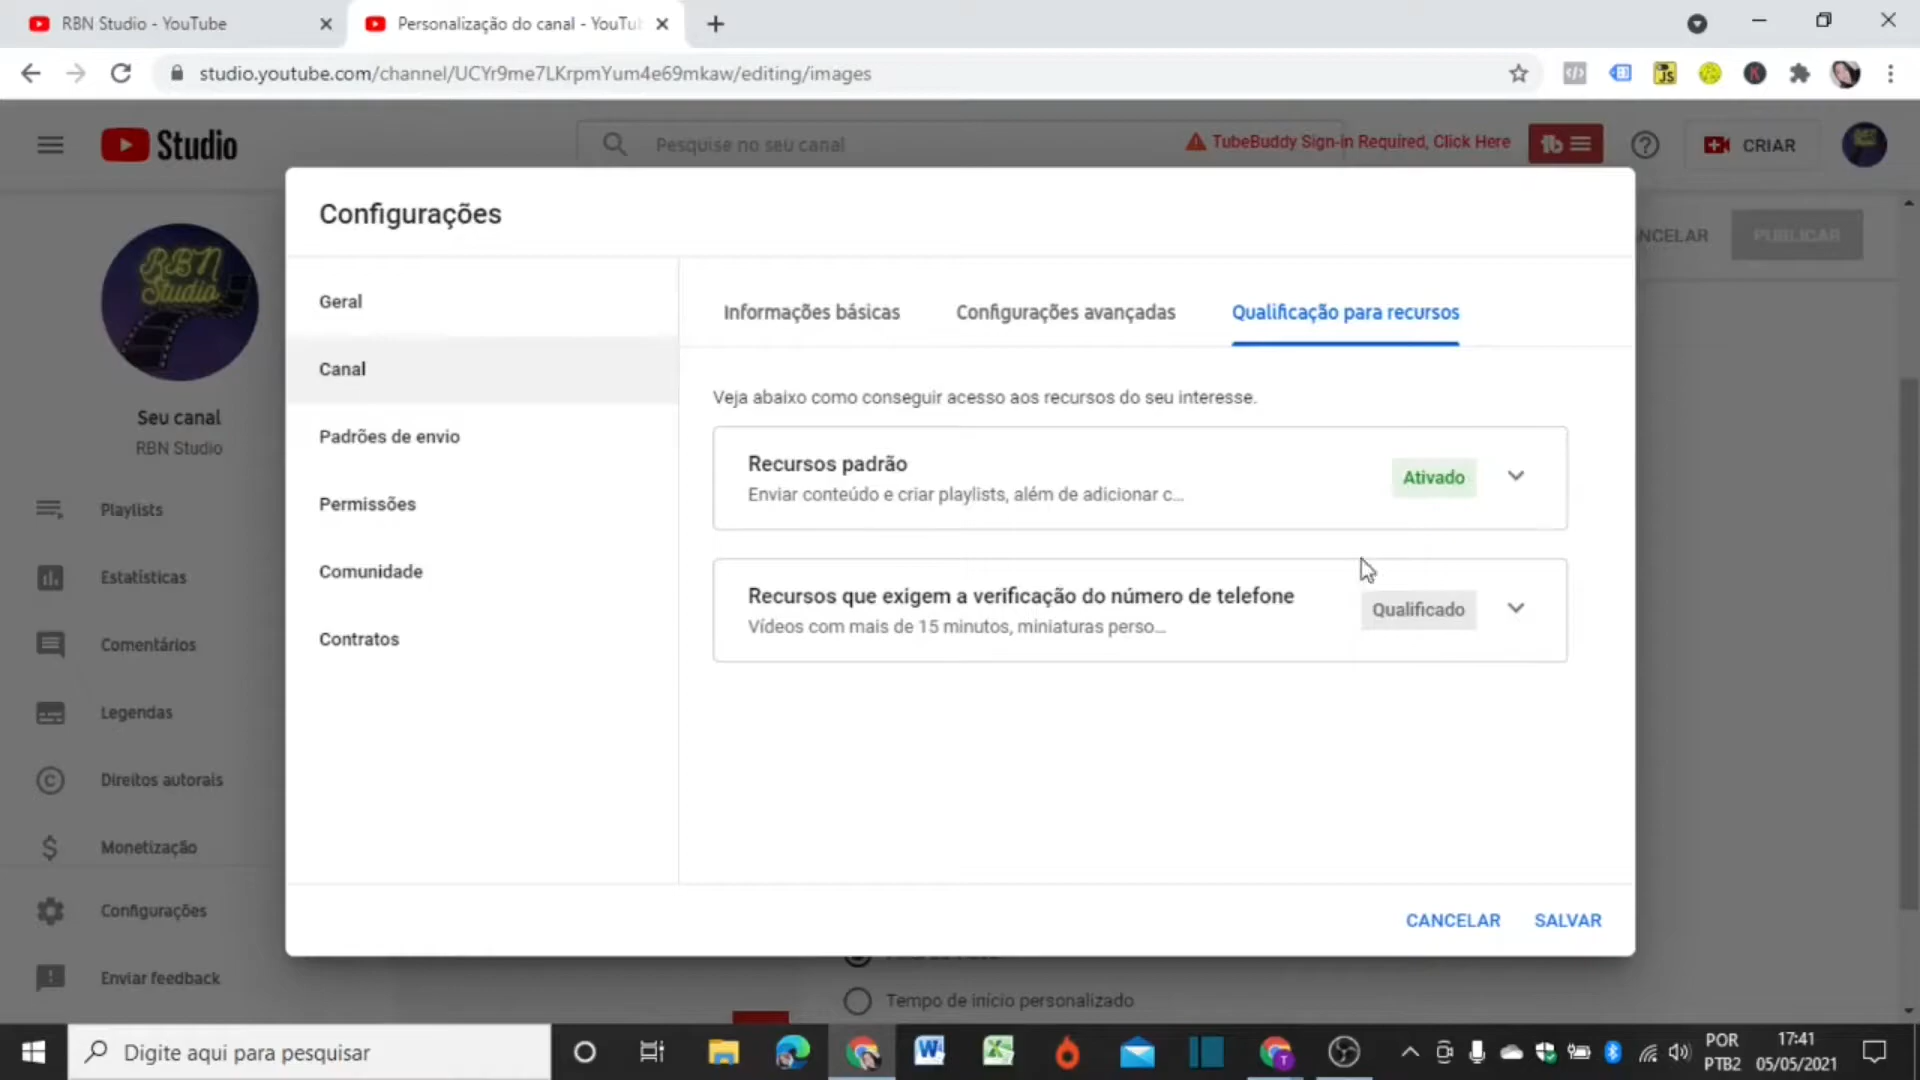 RBN Studio - YouTube
Personalização do canal - YouTu
studio.youtube.com/channel/UCYr9me7LKrpmYum4e69mkaw/editing/images
Studio
Pesquise no seu canal
TubeBuddy Sign-in Required, Click Here
tb
CRIAR
Configurações
NCELAR
PUBLICAR
RBN
Studio
Seu canal
RBN Studio
Playlists
Estatísticas
Comentários
Legendas
Direitos autorais
Monetização
Configurações
Enviar feedback
Geral
Canal
Padrões de envio
Permissões
Comunidade
Contratos
Informações básicas
Configurações avançadas
Qualificação para recursos
Veja abaixo como conseguir acesso aos recursos do seu interesse.
Recursos padrão
Enviar conteúdo e criar playlists, além de adicionar c...
Ativado
Recursos que exigem a verificação do número de telefone
Vídeos com mais de 15 minutos, miniaturas perso...
Qualificado
CANCELAR
SALVAR
Tempo de início personalizado
Digite aqui para pesquisar
POR
PTB2
17:41
05/05/2021